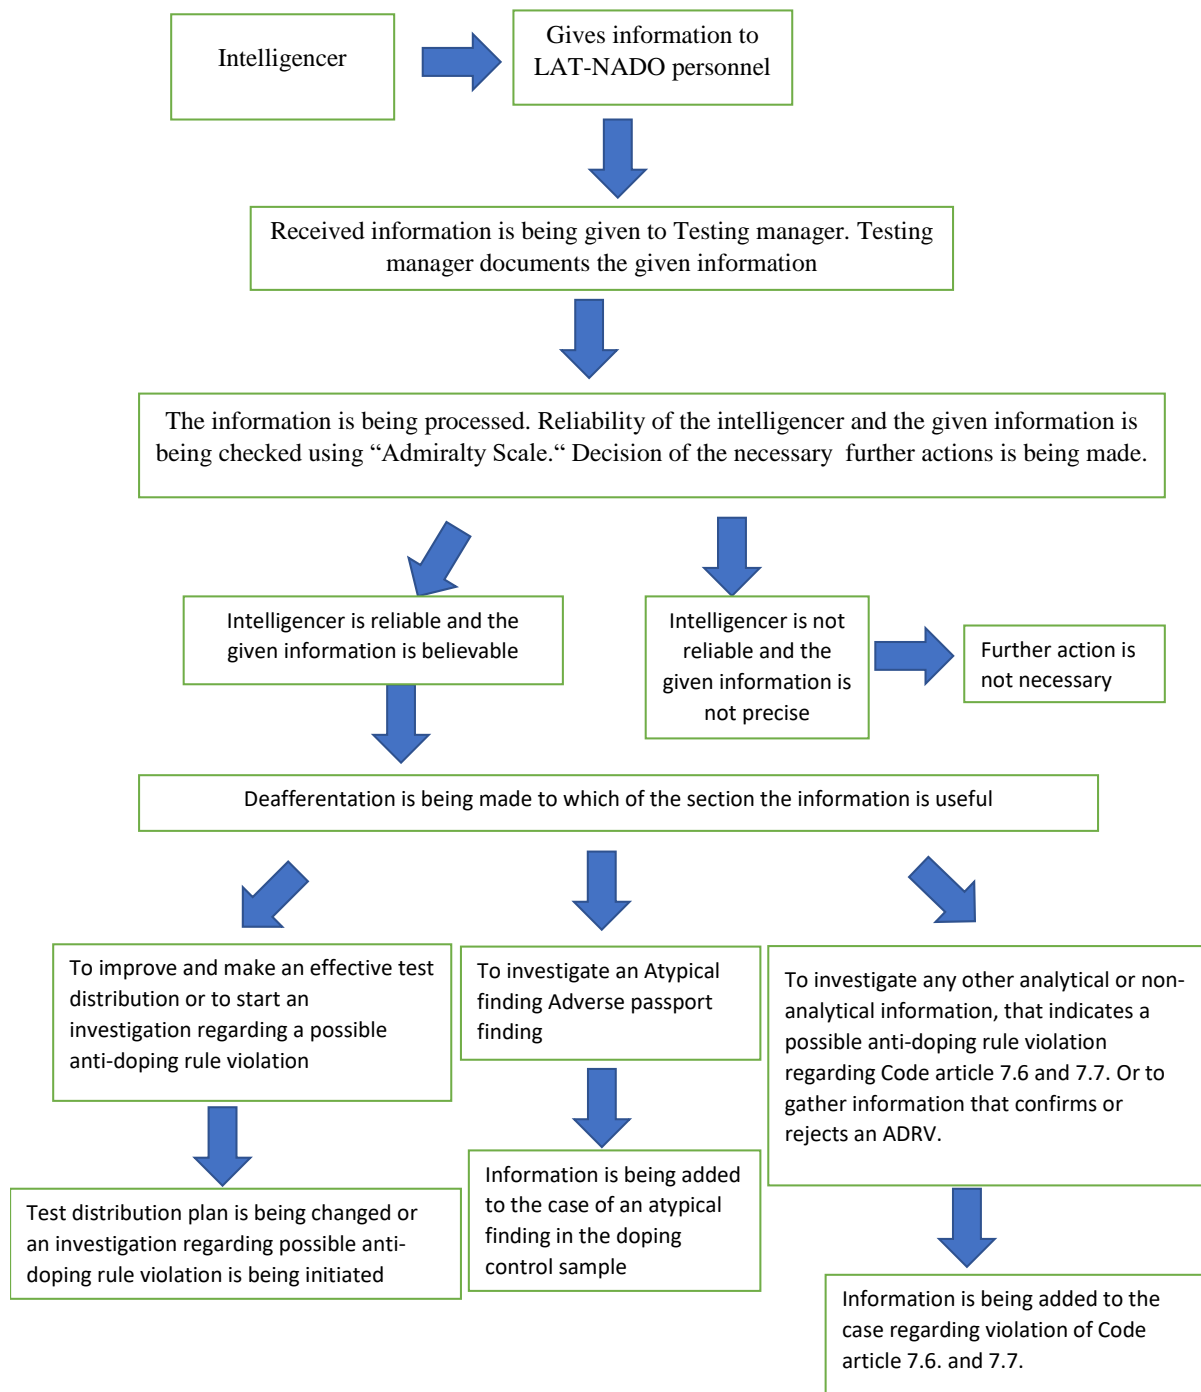 Intelligencer
Gives information to
LAT-NADO personnel
Received information is being given to Testing manager. Testing
manager documents the given information
The information is being processed. Reliability of the intelligencer and the given information is
being checked using “Admiralty Scale.“ Decision of the necessary  further actions is being made.
Intelligencer is reliable and the
given information is believable
Intelligencer is not
reliable and the
given information is
not precise
Further action is
not necessary
Deafferentation is being made to which of the section the information is useful
To improve and make an effective test
distribution or to start an
investigation regarding a possible
anti-doping rule violation
To investigate an Atypical
finding Adverse passport
finding
To investigate any other analytical or non-
analytical information, that indicates a
possible anti-doping rule violation
regarding Code article 7.6 and 7.7. Or to
gather information that confirms or
rejects an ADRV.
Test distribution plan is being changed or
an investigation regarding possible anti-
doping rule violation is being initiated
Information is being added
to the case of an atypical
finding in the doping
control sample
Information is being added to the
case regarding violation of Code
article 7.6. and 7.7.